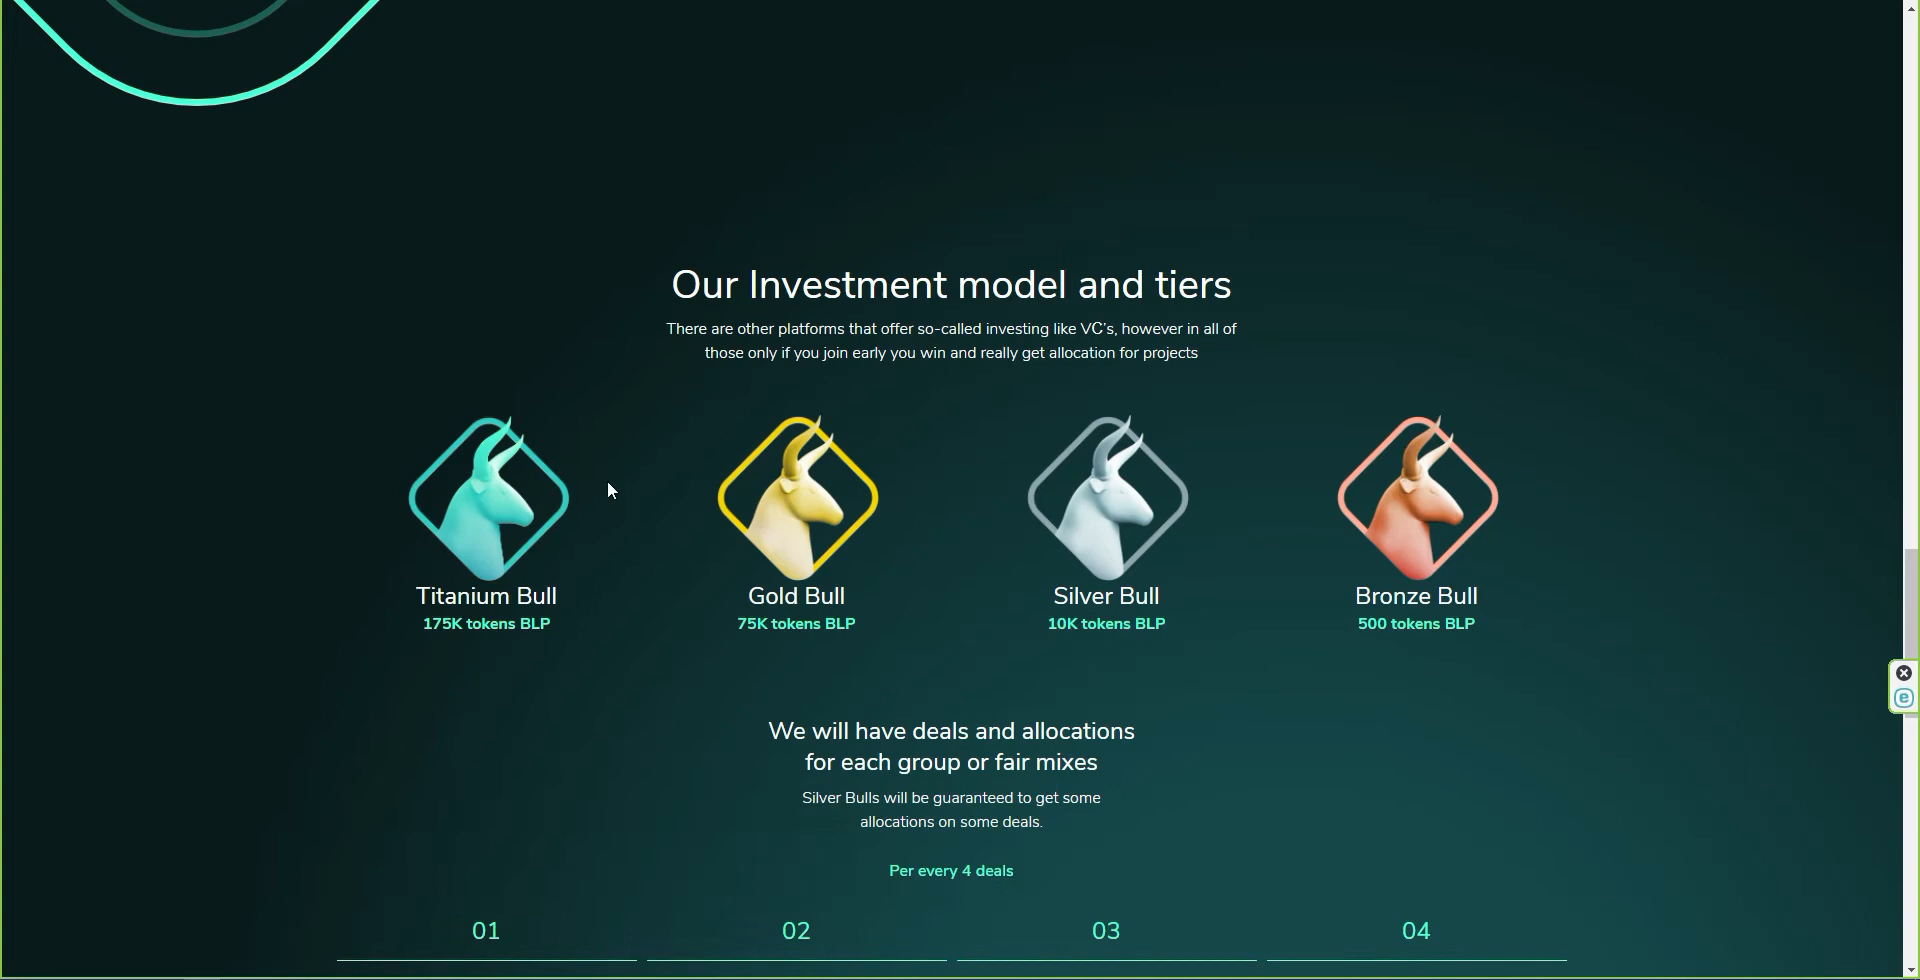 Our Investment model and tiers
There are other platforms that offer so-called investing like VC's, however in all of
those only if you join early you win and really get allocation for projects
Titanium Bull
175K tokens BLP
Gold Bull
75K tokens BLP
Silver Bull
10K tokens BLP
Bronze Bull
500 tokens BLP
We will have deals and allocations
for each group or fair mixes
Silver Bulls will be guaranteed to get some
allocations on some deals.
Per every 4 deals
01
02
03
04